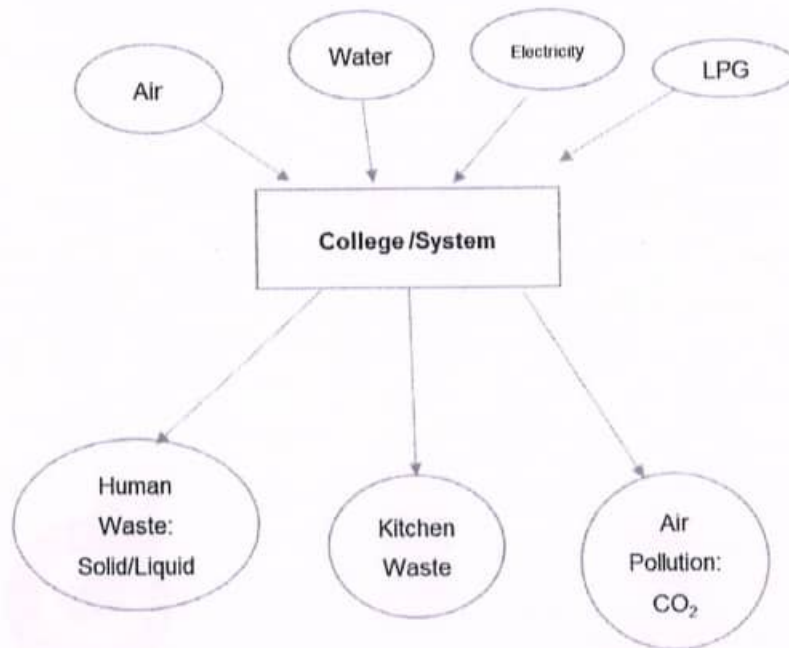 Air
Water
Electricity
LPG
College/System
Human
Waste:
Solid/Liquid
Kitchen
Waste
Air
Pollution:
CO₂